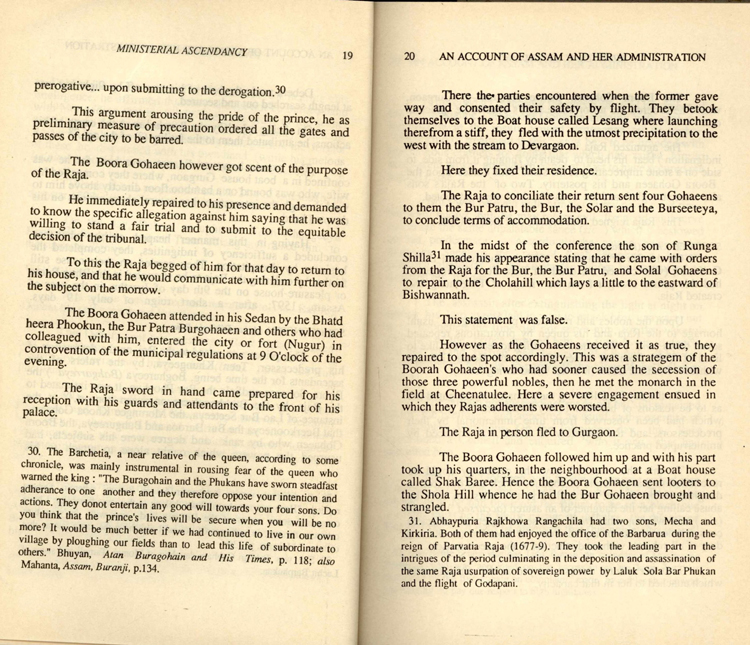 MINISTERIAL ASCENDANCY 19
prerogative... upon submitting to the derogation.30
This argument arousing the pride of the prince, he as
preliminary measure of precaution ordered all the gates and
passes of the city to be barred.
The Boora Gohaeen however got scent of the purpose
of the Raja.
He immediately repaired to his presence and demanded
to know the specific allegation against him saying that he was
willing to stand a fair trial and to submit to the equitable
decision of the tribunal.
To this the Raja begged of him for that day to return to
his house, and that he would communicate with him further on
the subject on the morrow.
The Boora Gohaeen attended in his Sedan by the Bhatd
heera Phookun, the Bur Patra Burgohaeen and others who had
colleagued with him, entered the city or fort (Nugur) in
controvention of the municipal regulations at 9 O'clock of the
evening.
The Raja sword in hand came prepared for his
reception with his guards and attendants to the front of his
palace.
30. The Barchetia, a near relative of the queen, according to some
chronicle, was mainly instrumental in rousing fear of the queen who
warned the king : "The Buragohain and the Phukans have sworn steadfast
adherance to one another and they therefore oppose your intention and
actions. They donot entertain any good will towards your four sons. Do
you think that the prince's lives will be secure when you will be no
more? It would be much better if we had continued to live in our own
village by ploughing our fields than to lead this life of subordinate to
others." Bhuyan, Atan Buragohain and His Times, p. 118; also
Mahanta, Assam, Buranji, p.134.
20 AN ACCOUNT OF ASSAM AND HER ADMINISTRATION
There the parties encountered when the former gave
way and consented their safety by flight. They betook
themselves to the Boat house called Lesang where launching
therefrom a stiff, they fled with the utmost precipitation to the
west with the stream to Devargaon.
Here they fixed their residence.
The Raja to conciliate their return sent four Gohaeens
to them the Bur Patru, the Bur, the Solar and the Burseeteya,
to conclude terms of accommodation.
In the midst of the conference the son of Runga
Shilla31 made his appearance stating that he came with orders
from the Raja for the Bur, the Bur Patru, and Solal Gohaeens
to repair to the Cholahill which lays a little to the eastward of
Bishwannath.
This statement was false.
However as the Goheens received it as true, they
repaired to the spot accordingly. This was a strategem of the
Boorah Gohaeen's who had sooner caused the secession of
those three powerful nobles, then he met the monarch in the
field at Cheenatulee. Here a severe engagement ensued in
which they Rajas adherents were worsted.
The Raja in person fled to Gurgaon.
The Boora Gohaeen followed him up and with his part
took up his quarters, in the neighbourhood at a Boat house
called Shak Baree. Hence the Boora Gohaeen sent looters to
the Shola Hill whence he had the Bur Gohaeen brought and
strangled.
31. Abhaypuria Rajkhowa Rangachila had two sons, Mecha and
Kirkiria. Both of them had enjoyed the office of the Barbarua during the
reign of Parvatia Raja (1677-9). They took the leading part in the
intrigues of the period culminating in the deposition and assassination of
the same Raja usurpation of sovereign power by Laluk Sola Bar Phukan
and the flight of Godapani.